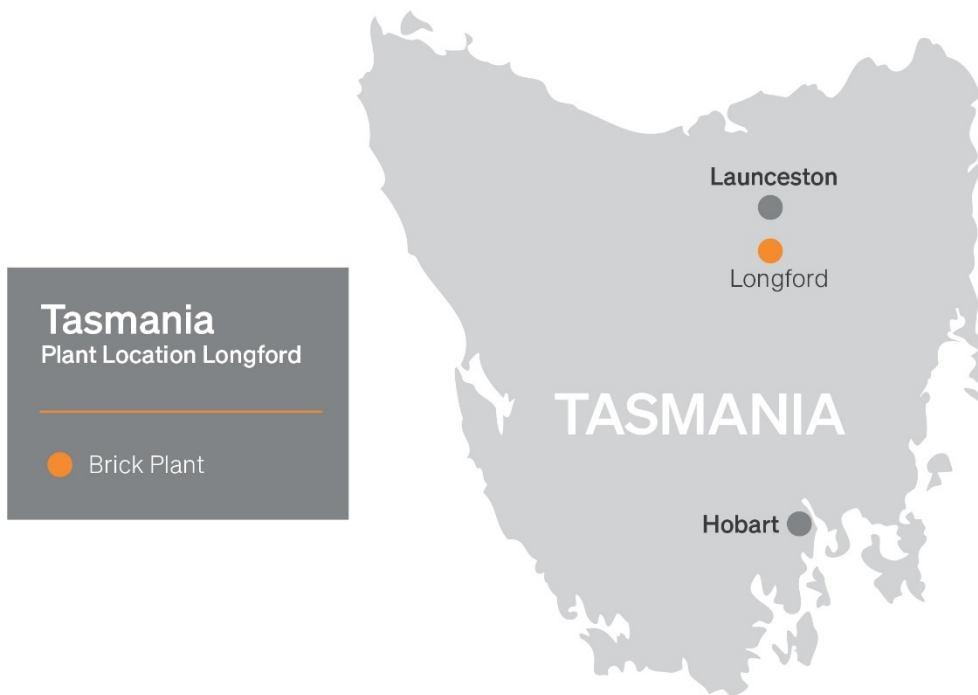 Tasmania
Plant Location Longford
Brick Plant
Launceston
Longford
TASMANIA
Hobart